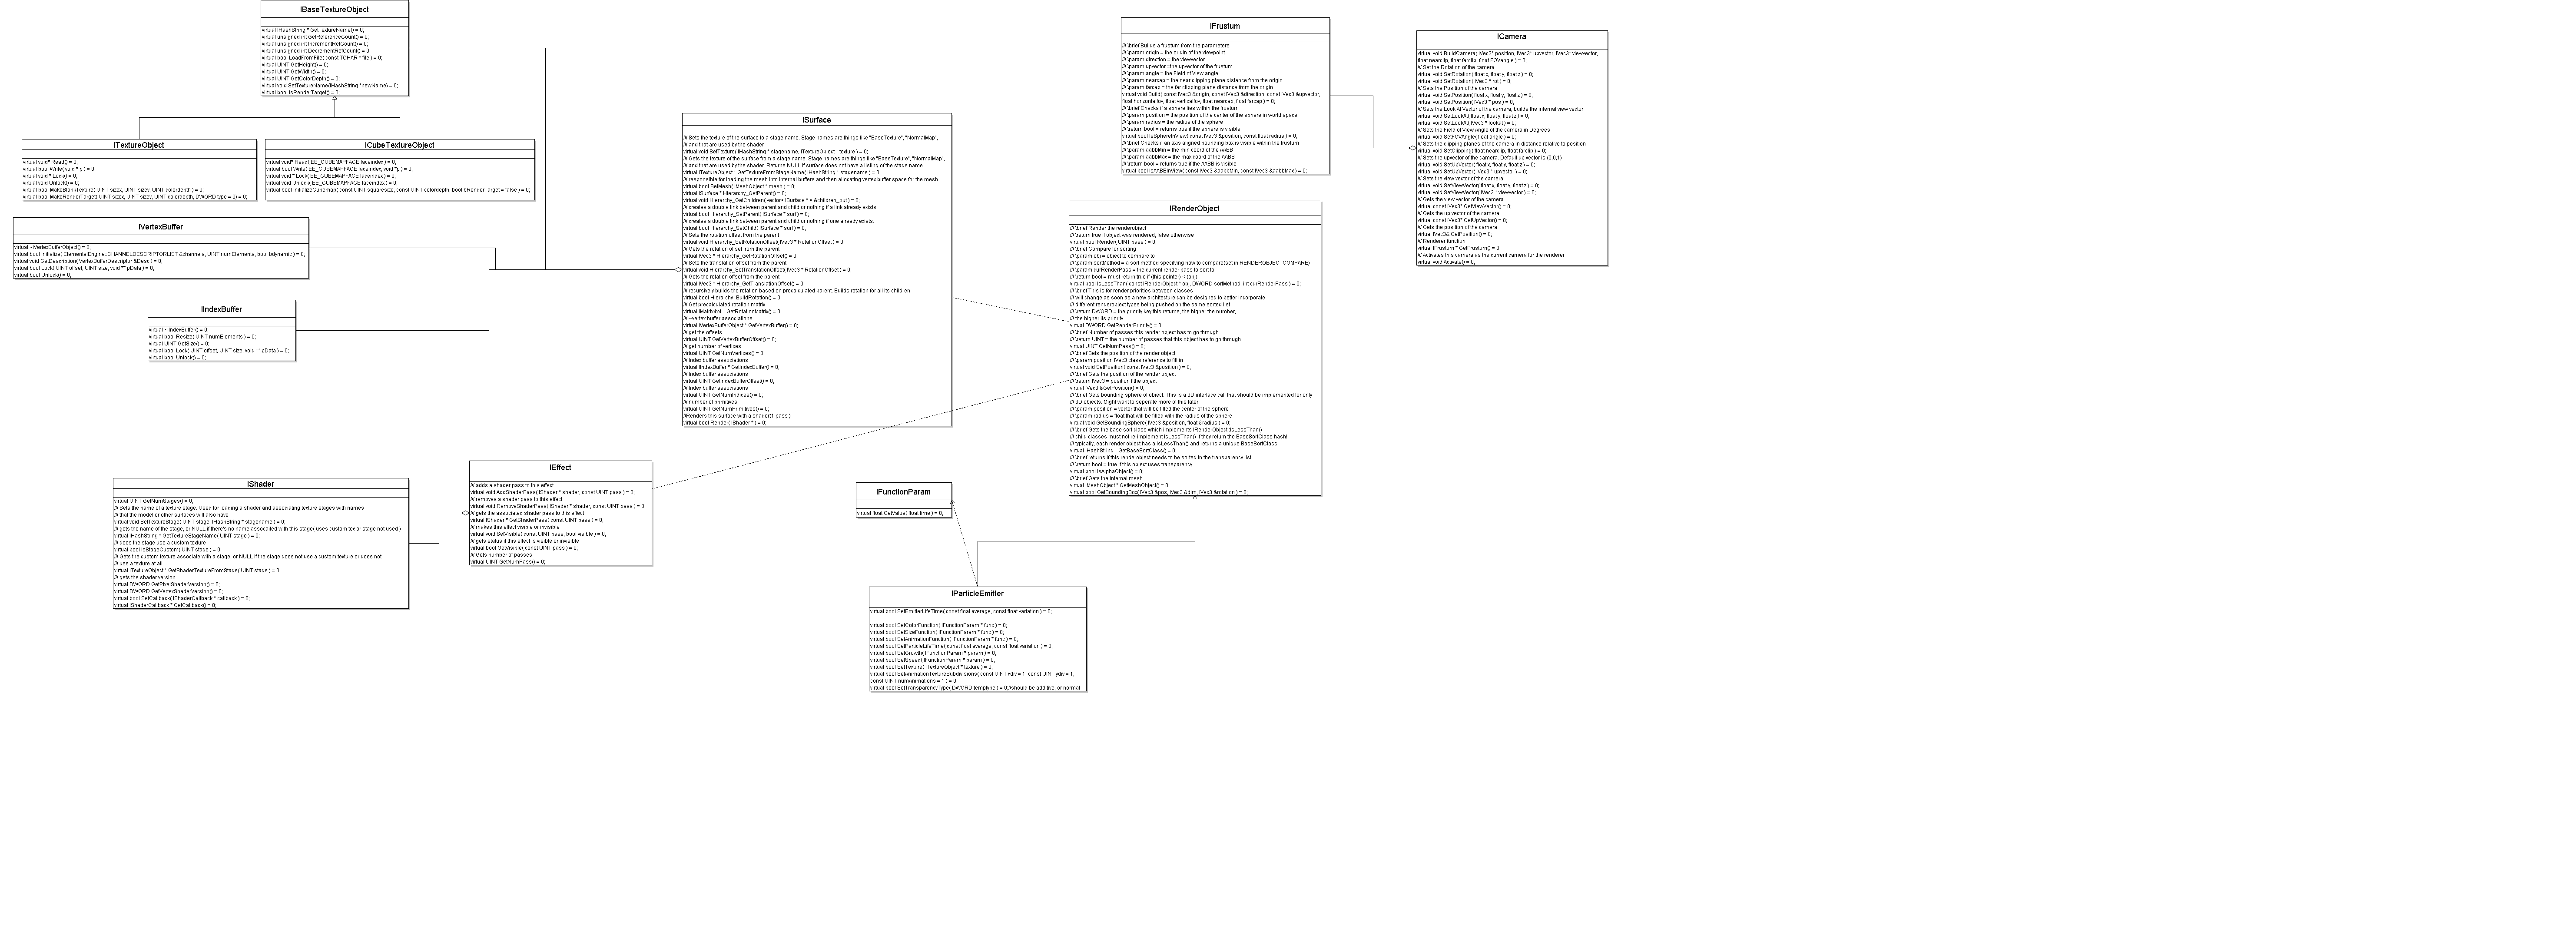 IBaseTextureObject
virtual IHashString * GetTextureName() = 0;
virtual unsigned int GetReferenceCount() = 0;
virtual unsigned int IncrementRefCount() = 0;
virtual unsigned int DecrementRefCount() = 0;
virtual bool LoadFromFile( const TCHAR * file ) = 0;
virtual UINT GetHeight() = 0;
virtual UINT GetWidth() = 0;
virtual UINT GetColorDepth() = 0;
virtual void SetTextureName(IHashString *newName) = 0;
virtual bool IsRenderTarget() = 0;
ITextureObject
virtual void* Read() = 0;
virtual bool Write( void * p ) = 0;
virtual void * Lock() = 0;
virtual void Unlock() = 0;
virtual bool MakeBlankTexture( UINT sizex, UINT sizey, UINT colordepth ) = 0;
virtual bool MakeRenderTarget( UINT sizex, UINT sizey, UINT colordepth, DWORD type = 0) = 0;
ICubeTextureObject
virtual void* Read( EE_CUBEMAPFACE faceindex ) = 0;
virtual bool Write( EE_CUBEMAPFACE faceindex, void *p ) = 0;
virtual void * Lock( EE_CUBEMAPFACE faceindex ) = 0;
virtual void Unlock( EE_CUBEMAPFACE faceindex ) = 0;
virtual bool InitializeCubemap( const UINT squaresize, const UINT colordepth, bool bRenderTarget = false ) = 0;
IVertexBuffer
virtual ~IVertexBufferObject() = 0;
virtual bool Initialize( ElementalEngine::CHANNELDESCRIPTORLIST &channels, UINT numElements, bool bdynamic ) = 0;
virtual void GetDescription( VertexBufferDescriptor &Desc ) = 0;
virtual bool Lock( UINT offset, UINT size, void ** pData ) = 0;
virtual bool Unlock() = 0;
IIndexBuffer
virtual ~IIndexBuffer() = 0;
virtual bool Resize( UINT numElements ) = 0;
virtual UINT GetSize() = 0;
virtual bool Lock( UINT offset, UINT size, void ** pData ) = 0;
virtual bool Unlock() = 0;
ISurface
/// Sets the texture of the surface to a stage name. Stage names are things like "BaseTexture", "NormalMap",
/// and that are used by the shader
virtual void SetTexture( IHashString * stagename, ITextureObject * texture ) = 0;
/// Gets the texture of the surface from a stage name. Stage names are things like "BaseTexture", "NormalMap",
/// and that are used by the shader. Returns NULL if surface does not have a listing of the stage name
virtual ITextureObject * GetTextureFromStageName( IHashString * stagename ) = 0;
/// responsible for loading the mesh into internal buffers and then allocating vertex buffer space for the mesh
virtual bool SetMesh( IMeshObject * mesh ) = 0;
virtual ISurface * Hierarchy_GetParent() = 0;
virtual void Hierarchy_GetChildren( vector< ISurface * > &children_out ) = 0;
/// creates a double link between parent and child or nothing if a link already exists.
virtual bool Hierarchy_SetParent( ISurface * surf ) = 0;
/// creates a double link between parent and child or nothing if one already exists.
virtual bool Hierarchy_SetChild( ISurface * surf ) = 0;
/// Sets the rotation offset from the parent
virtual void Hierarchy_SetRotationOffset( IVec3 * RotationOffset ) = 0;
/// Gets the rotation offset from the parent
virtual IVec3 * Hierarchy_GetRotationOffset() = 0;
/// Sets the translation offset from the parent
virtual void Hierarchy_SetTranslationOffset( IVec3 * RotationOffset ) = 0;
/// Gets the rotation offset from the parent
virtual IVec3 * Hierarchy_GetTranslationOffset() = 0;
/// recursively builds the rotation based on precalculated parent. Builds rotation for all its children
virtual bool Hierarchy_BuildRotation() = 0;
/// Get precalculated rotation matrix
virtual IMatrix4x4 * GetRotationMatrix() = 0;
/// --vertex buffer associations
virtual IVertexBufferObject * GetVertexBuffer() = 0;
/// get the offsets
virtual UINT GetVertexBufferOffset() = 0;
/// get number of vertices
virtual UINT GetNumVertices() = 0;
/// Index buffer associations
virtual IIndexBuffer * GetIndexBuffer() = 0;
/// Index buffer associations
virtual UINT GetIndexBufferOffset() = 0;
/// Index buffer associations
virtual UINT GetNumIndices() = 0;
/// number of primitives
virtual UINT GetNumPrimitives() = 0;
//Renders this surface with a shader(1 pass )
virtual bool Render( IShader * ) = 0;
IShader
virtual UINT GetNumStages() = 0;
/// Sets the name of a texture stage. Used for loading a shader and associating texture stages with names
/// that the model or other surfaces will also have
virtual void SetTextureStage( UINT stage, IHashString * stagename ) = 0;
/// gets the name of the stage, or NULL if there's no name assocaited with this stage( uses custom tex or stage not used )
virtual IHashString * GetTextureStageName( UINT stage ) = 0;
/// does the stage use a custom texture
virtual bool IsStageCustom( UINT stage ) = 0;
/// Gets the custom texture associate with a stage, or NULL if the stage does not use a custom texture or does not
/// use a texture at all
virtual ITextureObject * GetShaderTextureFromStage( UINT stage ) = 0;
/// gets the shader version
virtual DWORD GetPixelShaderVersion() = 0;
virtual DWORD GetVertexShaderVersion() = 0;
virtual bool SetCallback( IShaderCallback * callback ) = 0;
virtual IShaderCallback * GetCallback() = 0;
IEffect
/// adds a shader pass to this effect
virtual void AddShaderPass( IShader * shader, const UINT pass ) = 0;
/// removes a shader pass to this effect
virtual void RemoveShaderPass( IShader * shader, const UINT pass ) = 0;
/// gets the associated shader pass to this effect
virtual IShader * GetShaderPass( const UINT pass ) = 0;
/// makes this effect visible or invisible
virtual void SetVisible( const UINT pass, bool visible ) = 0;
/// gets status if this effect is visible or invisible
virtual bool GetVisible( const UINT pass ) = 0;
/// Gets number of passes
virtual UINT GetNumPass() = 0;
IFunctionParam
virtual float GetValue( float time ) = 0;
IParticleEmitter
virtual bool SetEmitterLifeTime( const float average, const float variation ) = 0;
virtual bool SetColorFunction( IFunctionParam * func ) = 0;
virtual bool SetSizeFunction( IFunctionParam * func ) = 0;
virtual bool SetAnimationFunction( IFunctionParam * func ) = 0;
virtual bool SetParticleLifeTime( const float average, const float variation ) = 0;
virtual bool SetGrowth( IFunctionParam * param ) = 0;
virtual bool SetSpeed( IFunctionParam * param ) = 0;
virtual bool SetTexture( ITextureObject * texture ) = 0;
virtual bool SetAnimationTextureSubdivisions( const UINT xdiv = 1, const UINT ydiv = 1,
const UINT numAnimations = 1 ) = 0;
virtual bool SetTransparencyType( DWORD temptype ) = 0;//should be additive, or normal
IFrustum
/// \brief Builds a frustum from the parameters
/// \param origin = the origin of the viewpoint
/// \param direction = the viewvector
/// \param upvector =the upvector of the frustum
/// \param angle = the Field of View angle
/// \param nearcap = the near clipping plane distance from the origin
/// \param farcap = the far clipping plane distance from the origin
virtual void Build( const IVec3 &origin, const IVec3 &direction, const IVec3 &upvector,
float horizontalfov, float verticalfov, float nearcap, float farcap ) = 0;
/// \brief Checks if a sphere lies within the frustum
/// \param position = the position of the center of the sphere in world space
/// \param radius = the radius of the sphere
/// \return bool = returns true if the sphere is visible
virtual bool IsSphereInView( const IVec3 &position, const float radius ) = 0;
/// \brief Checks if an axis aligned bounding box is visible within the frustum
/// \param aabbMin = the min coord of the AABB
/// \param aabbMax = the max coord of the AABB
/// \return bool = returns true if the AABB is visible
virtual bool IsAABBInView( const IVec3 &aabbMin, const IVec3 &aabbMax ) = 0;
ICamera
virtual void BuildCamera( IVec3* position, IVec3* upvector, IVec3* viewvector,
float nearclip, float farclip, float FOVangle ) = 0;
/// Set the Rotation of the camera
virtual void SetRotation( float x, float y, float z ) = 0;
virtual void SetRotation( IVec3 * rot ) = 0;
/// Sets the Position of the camera
virtual void SetPosition( float x, float y, float z ) = 0;
virtual void SetPosition( IVec3 * pos ) = 0;
/// Sets the Look At Vector of the camera, builds the internal view vector
virtual void SetLookAt( float x, float y, float z ) = 0;
virtual void SetLookAt( IVec3 * lookat ) = 0;
/// Sets the Field of View Angle of the camera in Degrees
virtual void SetFOVAngle( float angle ) = 0;
/// Sets the clipping planes of the camera in distance relative to position
virtual void SetClipping( float nearclip, float farclip ) = 0;
/// Sets the upvector of the camera. Default up vector is (0,0,1)
virtual void SetUpVector( float x, float y, float z ) = 0;
virtual void SetUpVector( IVec3 * upvector ) = 0;
/// Sets the view vector of the camera
virtual void SetViewVector( float x, float y, float z ) = 0;
virtual void SetViewVector( IVec3 * viewvector ) = 0;
/// Gets the view vector of the camera
virtual const IVec3* GetViewVector() = 0;
/// Gets the up vector of the camera
virtual const IVec3* GetUpVector() = 0;
/// Gets the position of the camera
virtual IVec3& GetPosition() = 0;
/// Renderer function
virtual IFrustum * GetFrustum() = 0;
/// Activates this camera as the current camera for the renderer
virtual void Activate() = 0;
IRenderObject
/// \brief Render the renderobject
/// \return true if object was rendered, false otherwise
virtual bool Render( UINT pass ) = 0;
/// \brief Compare for sorting
/// \param obj = object to compare to
/// \param sortMethod = a sort method specifying how to compare(set in RENDEROBJECTCOMPARE)
/// \param curRenderPass = the current render pass to sort to
/// \return bool = must return true if (this pointer) < (obj)
virtual bool IsLessThan( const IRenderObject * obj, DWORD sortMethod, int curRenderPass ) = 0;
/// \brief This is for render priorities between classes
/// will change as soon as a new architecture can be designed to better incorporate
/// different renderobject types being pushed on the same sorted list
/// \return DWORD = the priority key this returns, the higher the number,
/// the higher its priority
virtual DWORD GetRenderPriority() = 0;
/// \brief Number of passes this render object has to go through
/// \return UINT = the number of passes that this object has to go through
virtual UINT GetNumPass() = 0;
/// \brief Sets the position of the render object
/// \param position IVec3 class reference to fill in
virtual void SetPosition( const IVec3 &position ) = 0;
/// \brief Gets the position of the render object
/// \return IVec3 = position f the object
virtual IVec3 &GetPosition() = 0;
/// \brief Gets bounding sphere of object. This is a 3D interface call that should be implemented for only
/// 3D objects. Might want to seperate more of this later
/// \param position = vector that will be filled the center of the sphere
/// \param radius = float that will be filled with the radius of the sphere
virtual void GetBoundingSphere( IVec3 &position, float &radius ) = 0;
/// \brief Gets the base sort class which implements IRenderObject::IsLessThan()
/// child classes must not re-implement IsLessThan() if they return the BaseSortClass hash!!
/// typically, each render object has a IsLessThan() and returns a unique BaseSortClass
virtual IHashString * GetBaseSortClass() = 0;
/// \brief returns if this renderobject needs to be sorted in the transparency list
/// \return bool = true if this object uses transparency
virtual bool IsAlphaObject() = 0;
/// \brief Gets the internal mesh
virtual IMeshObject * GetMeshObject() = 0;
virtual bool GetBoundingBox( IVec3 &pos, IVec3 &dim, IVec3 &rotation ) = 0;